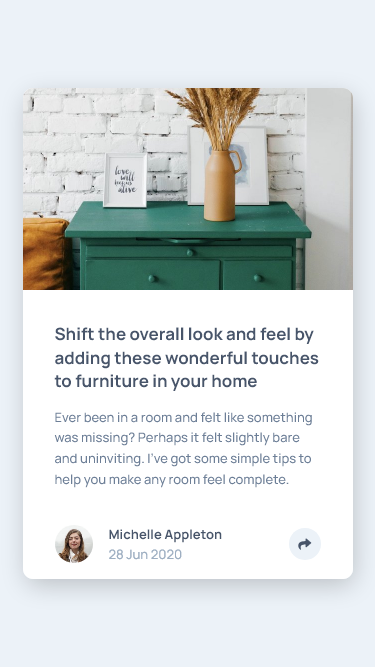 love,
will
begin
alive
Shift the overall look and feel by
adding these wonderful touches
to furniture in your home
Ever been in a room and felt like something
was missing? Perhaps it felt slightly bare
and uninviting. I've got some simple tips to
help you make any room feel complete.
Michelle Appleton
28 Jun 2020